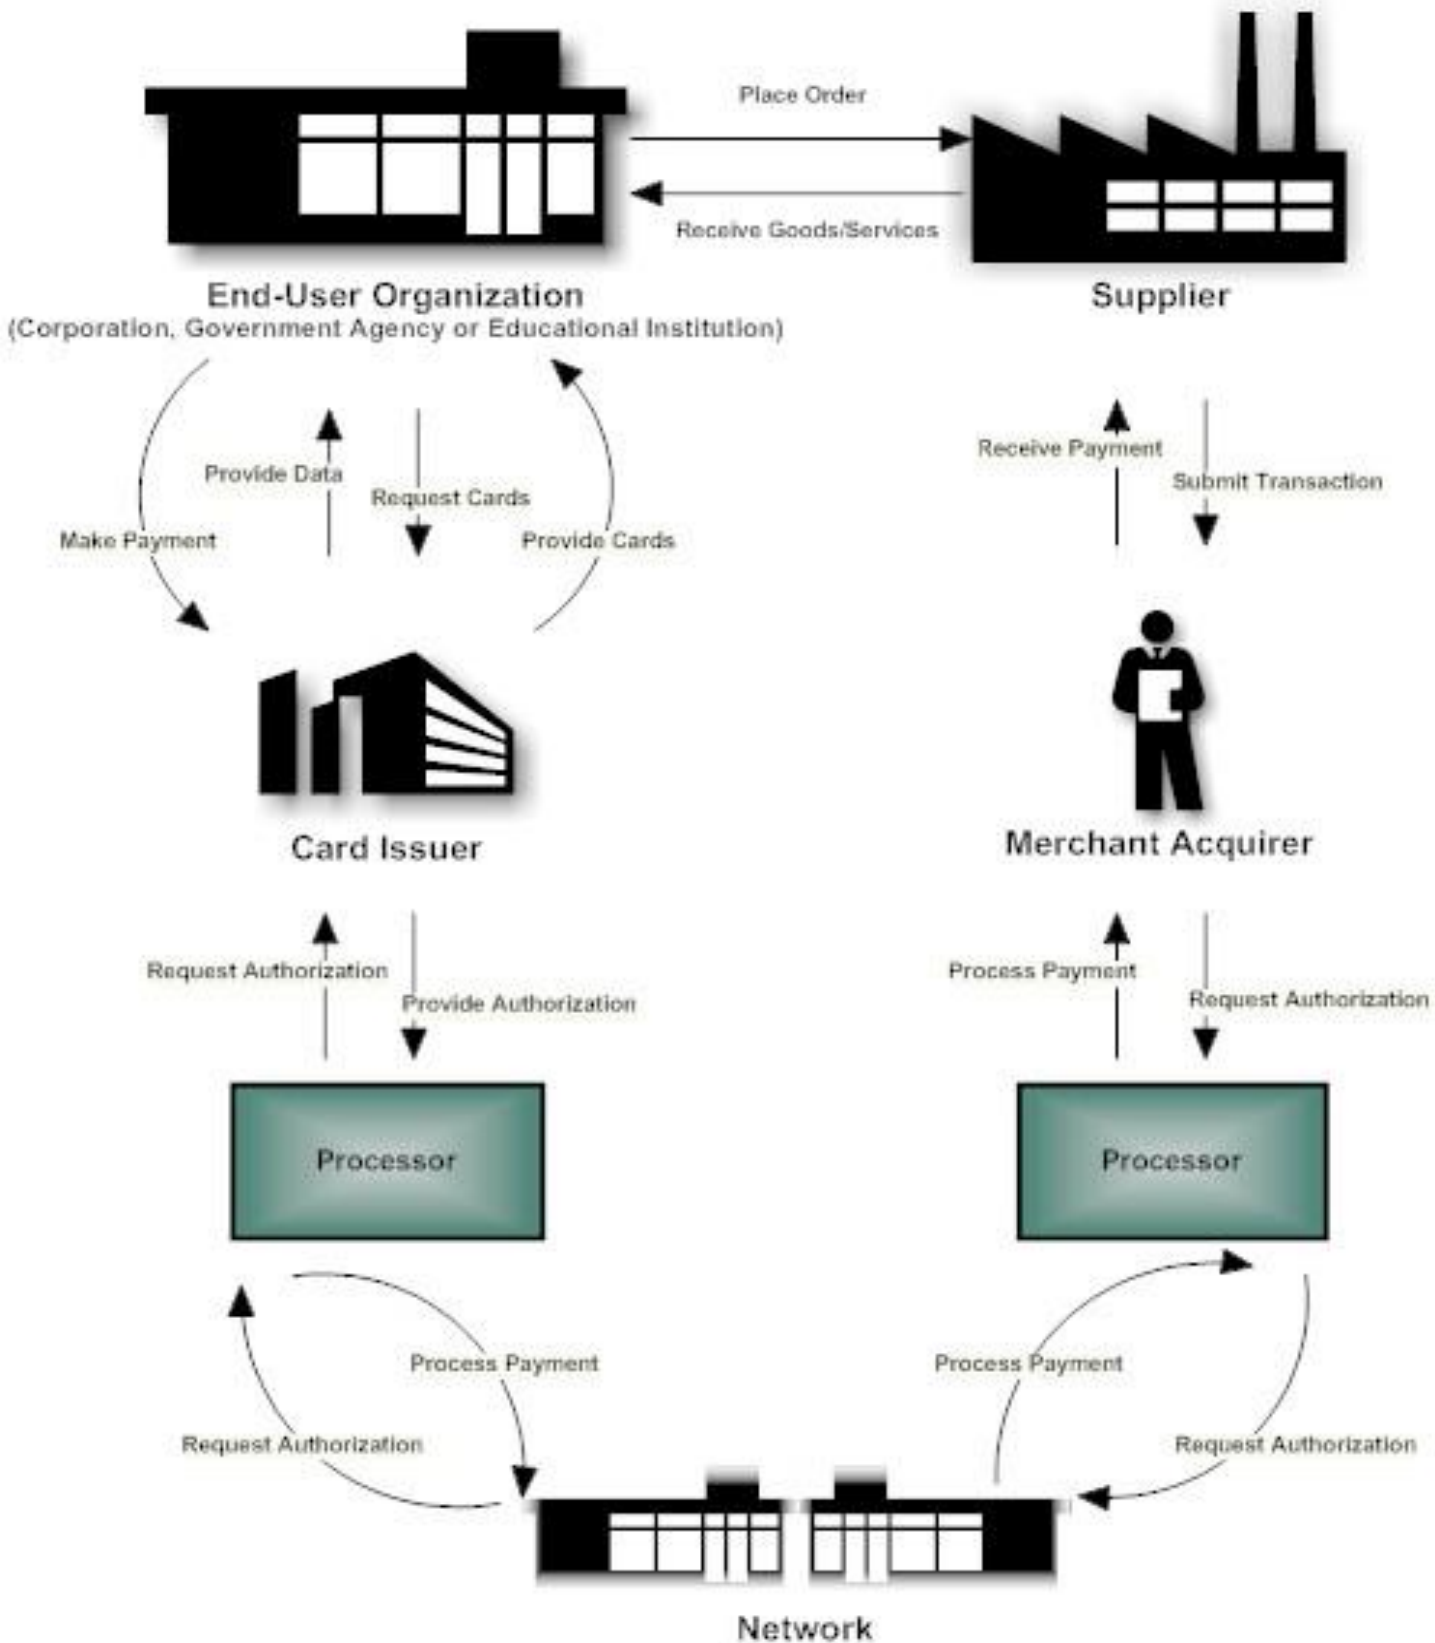 Place Order
Receive Goods/Services
End-User Organization
(Corporation, Government Agency or Educational Institution)
Supplier
Provide Data
Request Cards
Make Payment
Provide Cards
Receive Payment
Submit Transaction
Card Issuer
Merchant Acquirer
Request Authorization
Provide Authorization
Process Payment
Request Authorization
Processor
Processor
Process Payment
Request Authorization
Process Payment
Request Authorization
Network